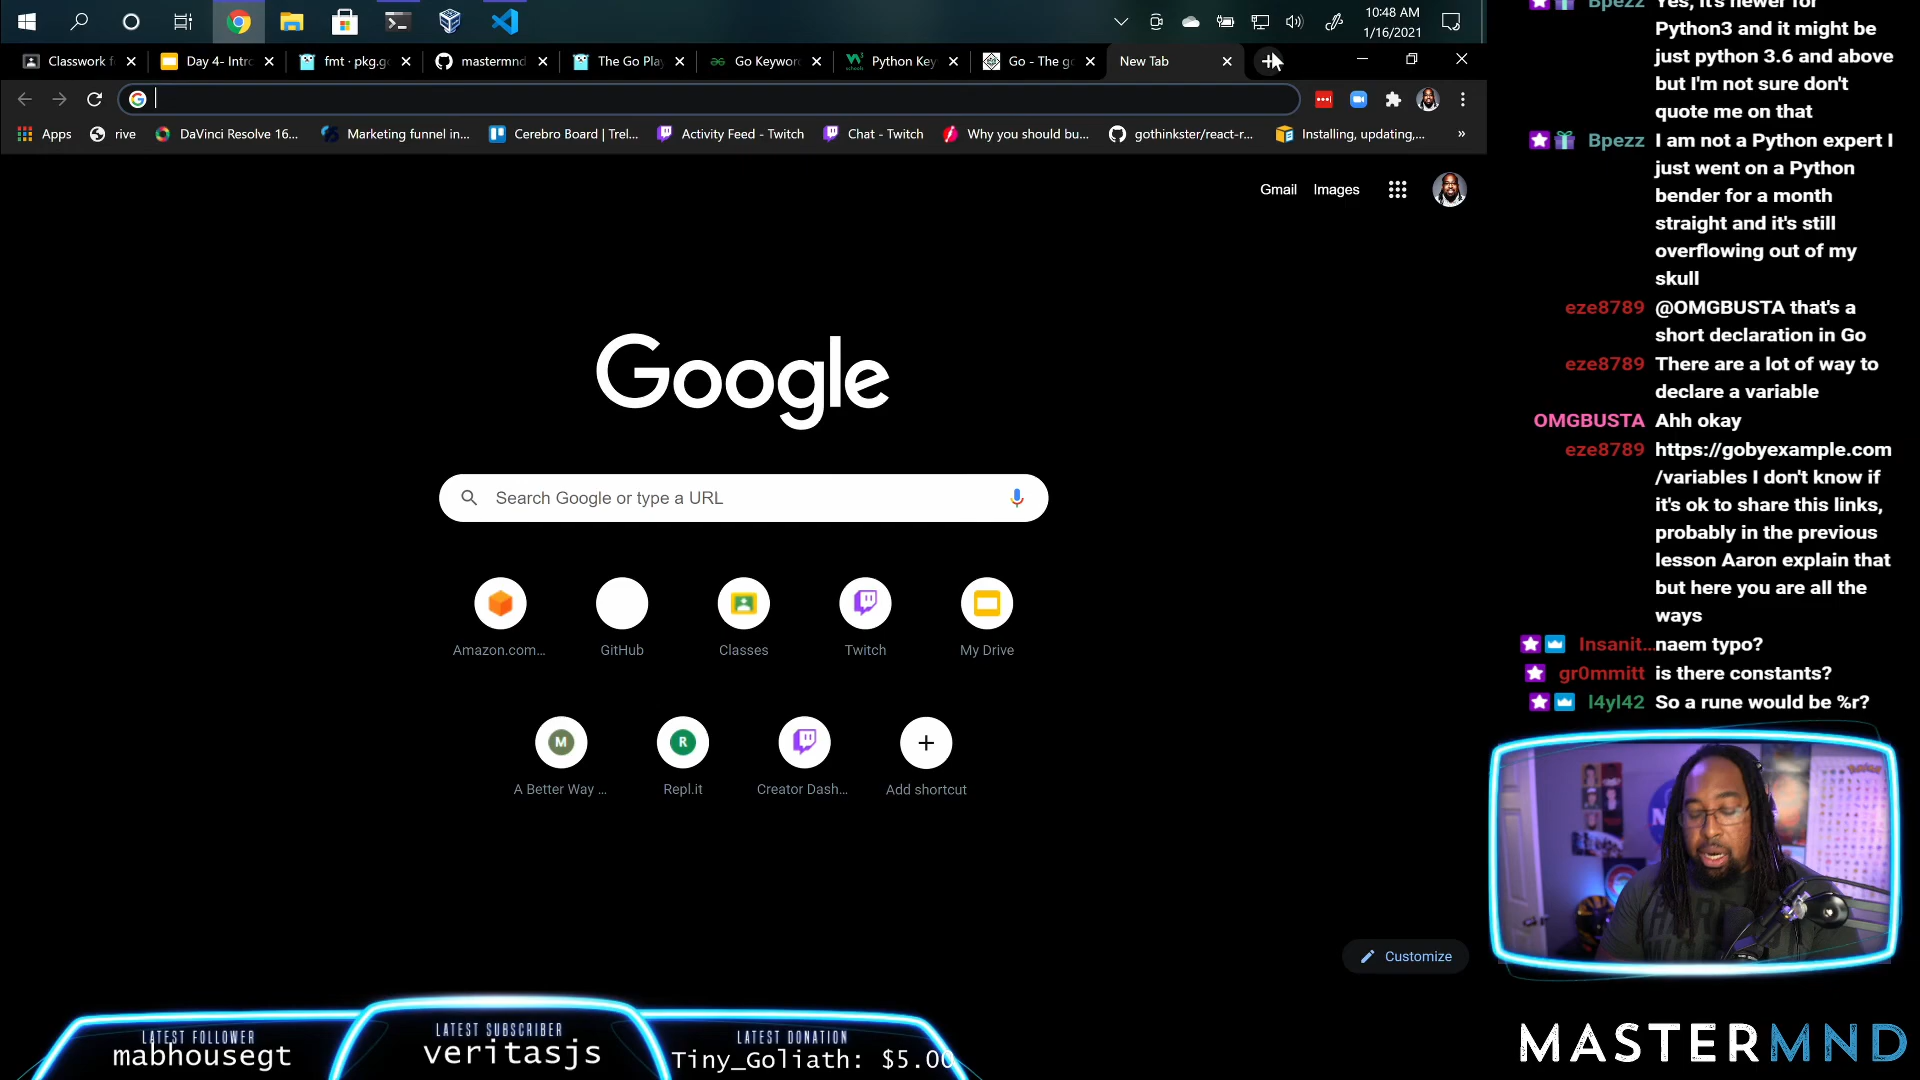 10:48 AM
1/16/2021
Classwork f
Day 4- Intro
fmt · pkg.go
mastermnd
The Go Play
Go Keywor
Python Key
Go - The go
New Tab
Apps
rive
DaVinci Resolve 16...
Marketing funnel in...
Cerebro Board | Trel...
Activity Feed - Twitch
Chat - Twitch
Why you should bu...
gothinkster/react-r...
Installing, updating,...
»
Gmail
Images
Google
Search Google or type a URL
Amazon.com...
GitHub
Classes
Twitch
My Drive
M
R
A Better Way ...
Repl.it
Creator Dash...
Add shortcut
Customize
Bpezz Yes, it's newer for
Python3 and it might be
just python 3.6 and above
but I'm not sure don't
quote me on that
Bpezz I am not a Python expert I
just went on a Python
bender for a month
straight and it's still
overflowing out of my
skull
eze8789 @OMGBUSTA that's a
short declaration in Go
eze8789 There are a lot of way to
declare a variable
OMGBUSTA Ahh okay
eze8789 https://gobyexample.com
/variables I don't know if
it's ok to share this links,
probably in the previous
lesson Aaron explain that
but here you are all the
ways
Insanit... naem typo?
gr0mmitt is there constants?
l4yl42 So a rune would be %r?
LATEST FOLLOWER
mabhousegt
LATEST SUBSCRIBER
veritasjs
LATEST DONATION
Tiny_Goliath: $5.00
MASTERMND